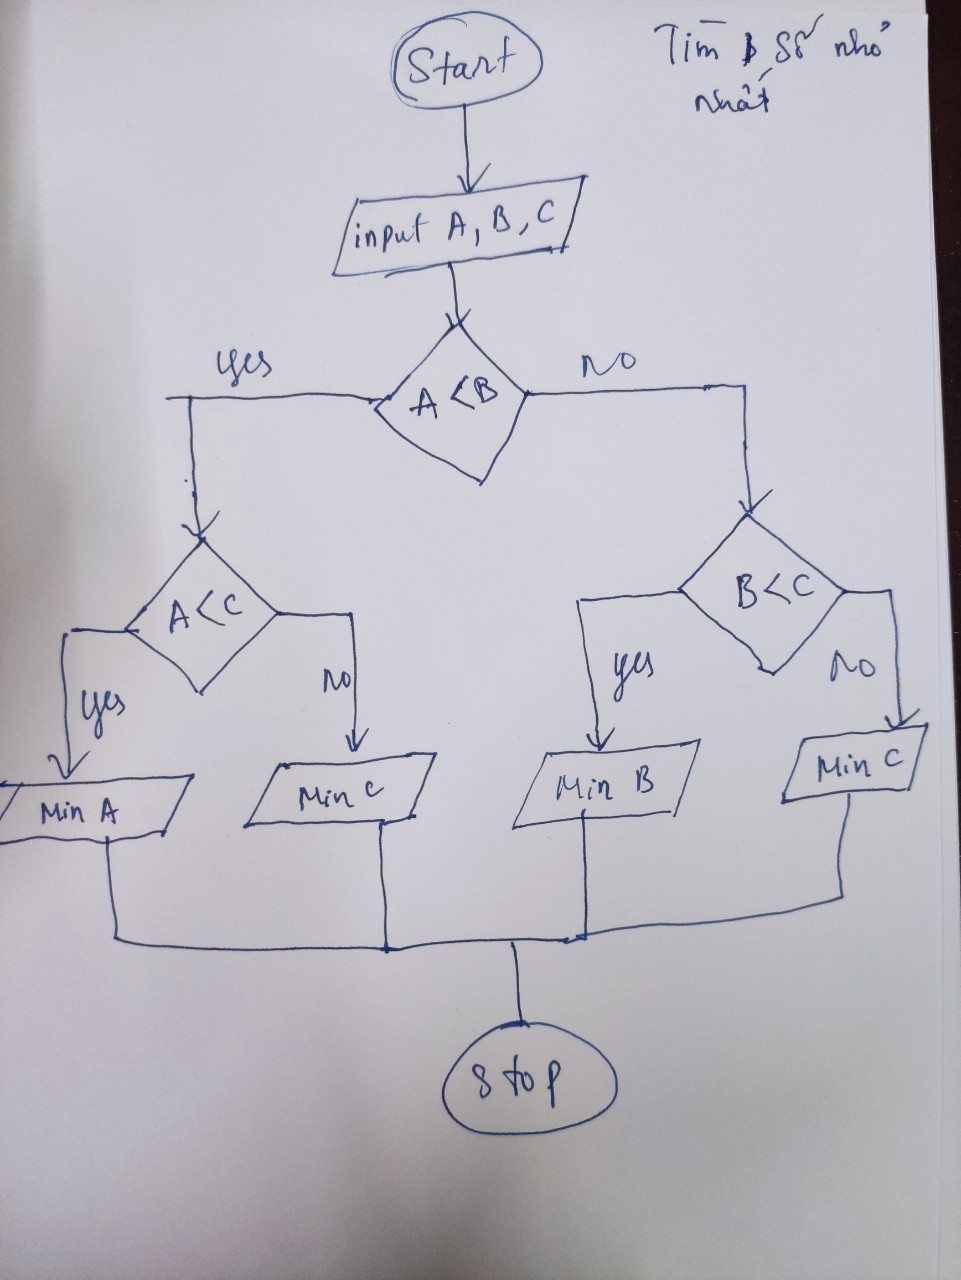 Start
Tìm số nhỏ
nhất
input A, B, C
A < B
yes
No
A < C
yes
No
B < C
yes
No
Min A
Min C
Min B
Min C
Stop